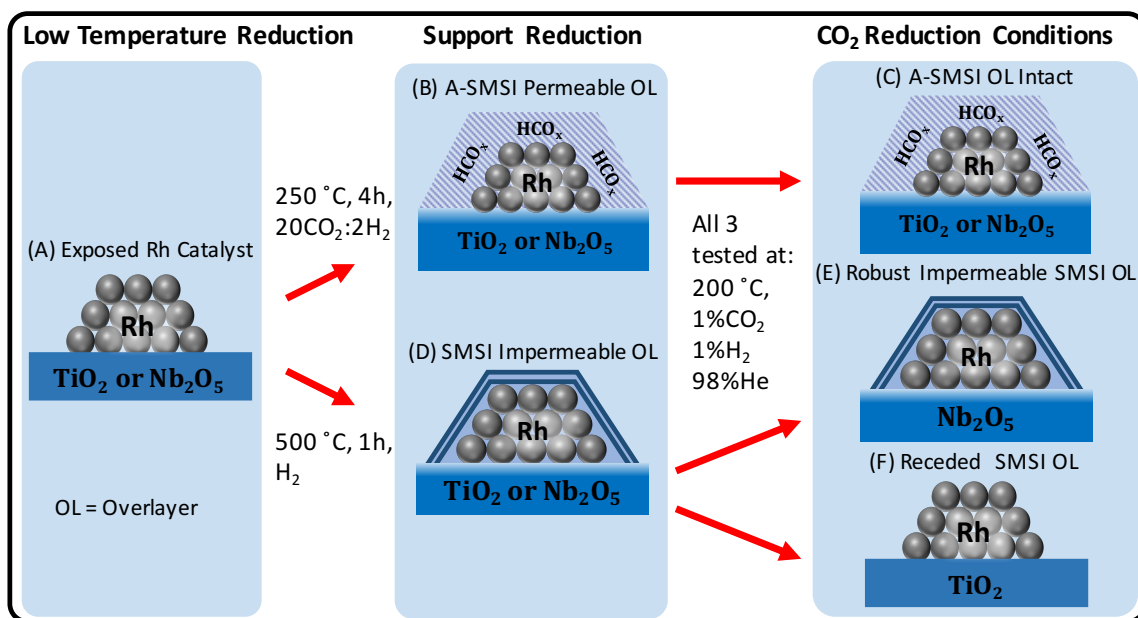 Low Temperature Reduction
(A) Exposed Rh Catalyst
Rh
TiO₂ or Nb₂O₅
OL = Overlayer
250 ˚C, 4h,
20CO₂:2H₂
500 ˚C, 1h,
H₂
Support Reduction
(B) A-SMSI Permeable OL
HCOₓ
HCOₓ
HCOₓ
Rh
TiO₂ or Nb₂O₅
(D) SMSI Impermeable OL
Rh
TiO₂ or Nb₂O₅
All 3
tested at:
200 ˚C,
1%CO₂
1%H₂
98%He
CO₂ Reduction Conditions
(C) A-SMSI OL Intact
HCOₓ
HCOₓ
HCOₓ
Rh
TiO₂ or Nb₂O₅
(E) Robust Impermeable SMSI OL
Rh
Nb₂O₅
(F) Receded SMSI OL
Rh
TiO₂